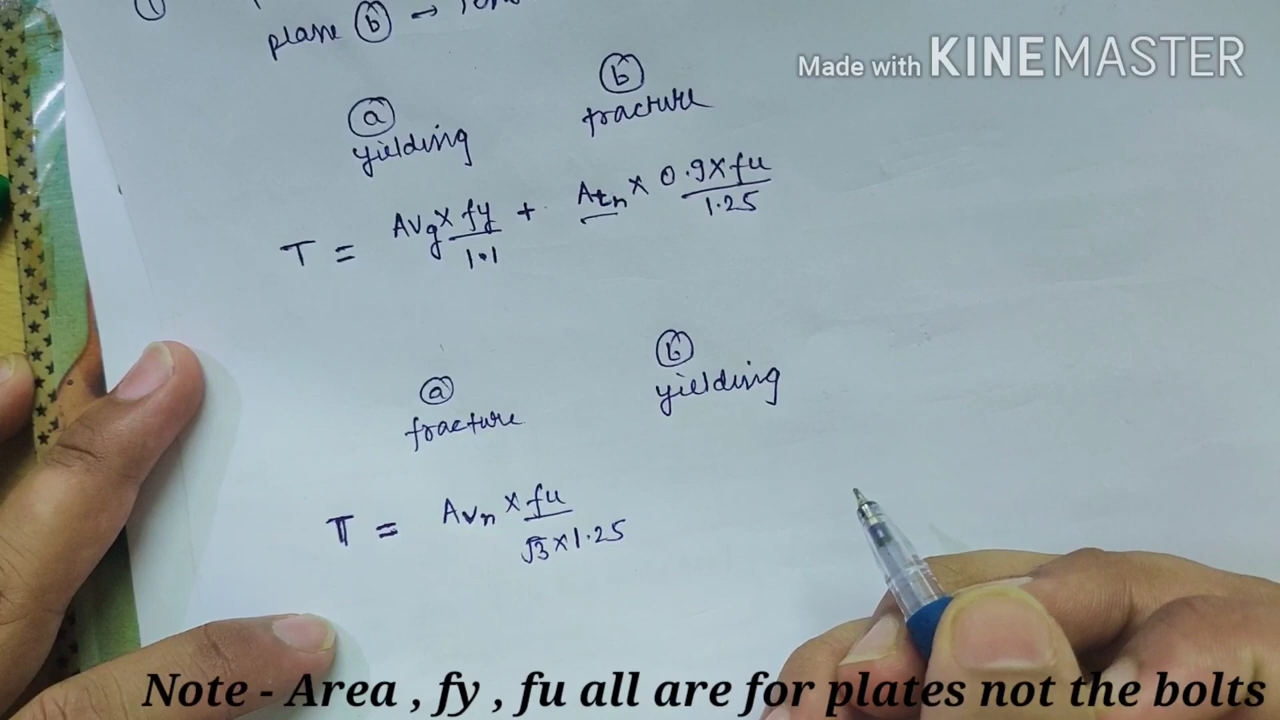 plane ⓑ →
Made with KINEMASTER
ⓐ ⓑ
yielding fracture
T = Avg × fy/1.1 + Atn × 0.9×fu/1.25
ⓐ ⓑ
fracture yielding
T = Avn × fu/√3×1.25
Note - Area , fy , fu all are for plates not the bolts